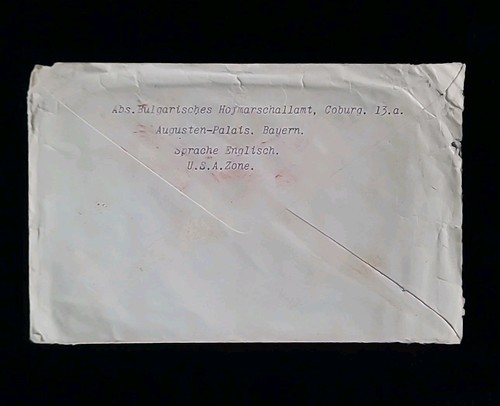 Abs.Bulgarisches Hofmarschallamt, Coburg. 13.a.
Augusten-Palais. Bayern.
Sprache Englisch.
U.S.A.Zone.